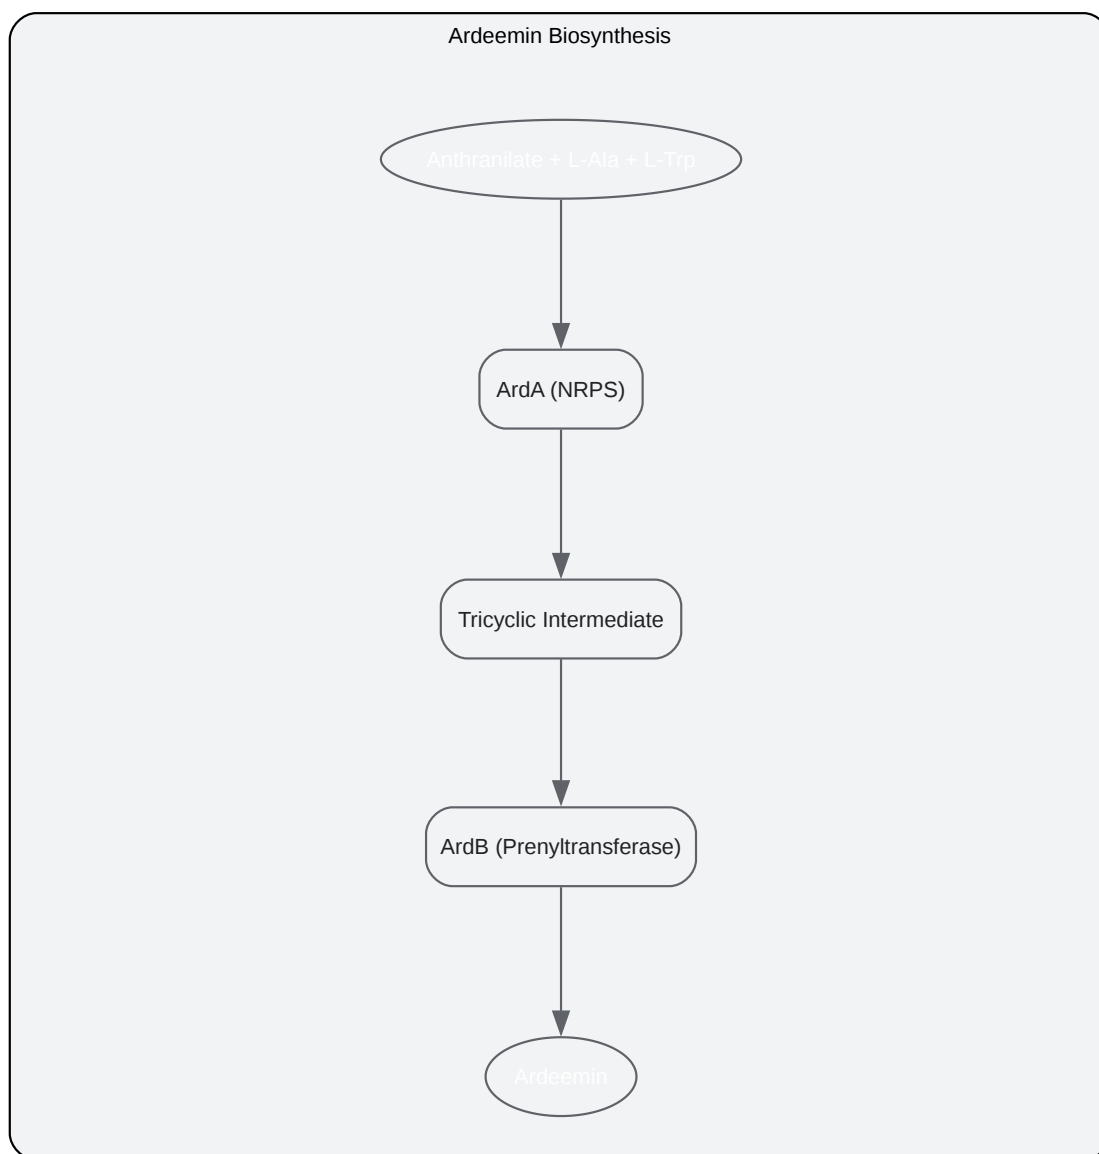 Ardeemin Biosynthesis
Anthranilate + L-Ala + L-Trp
ArdA (NRPS)
Tricyclic Intermediate
ArdB (Prenyltransferase)
Ardeemin